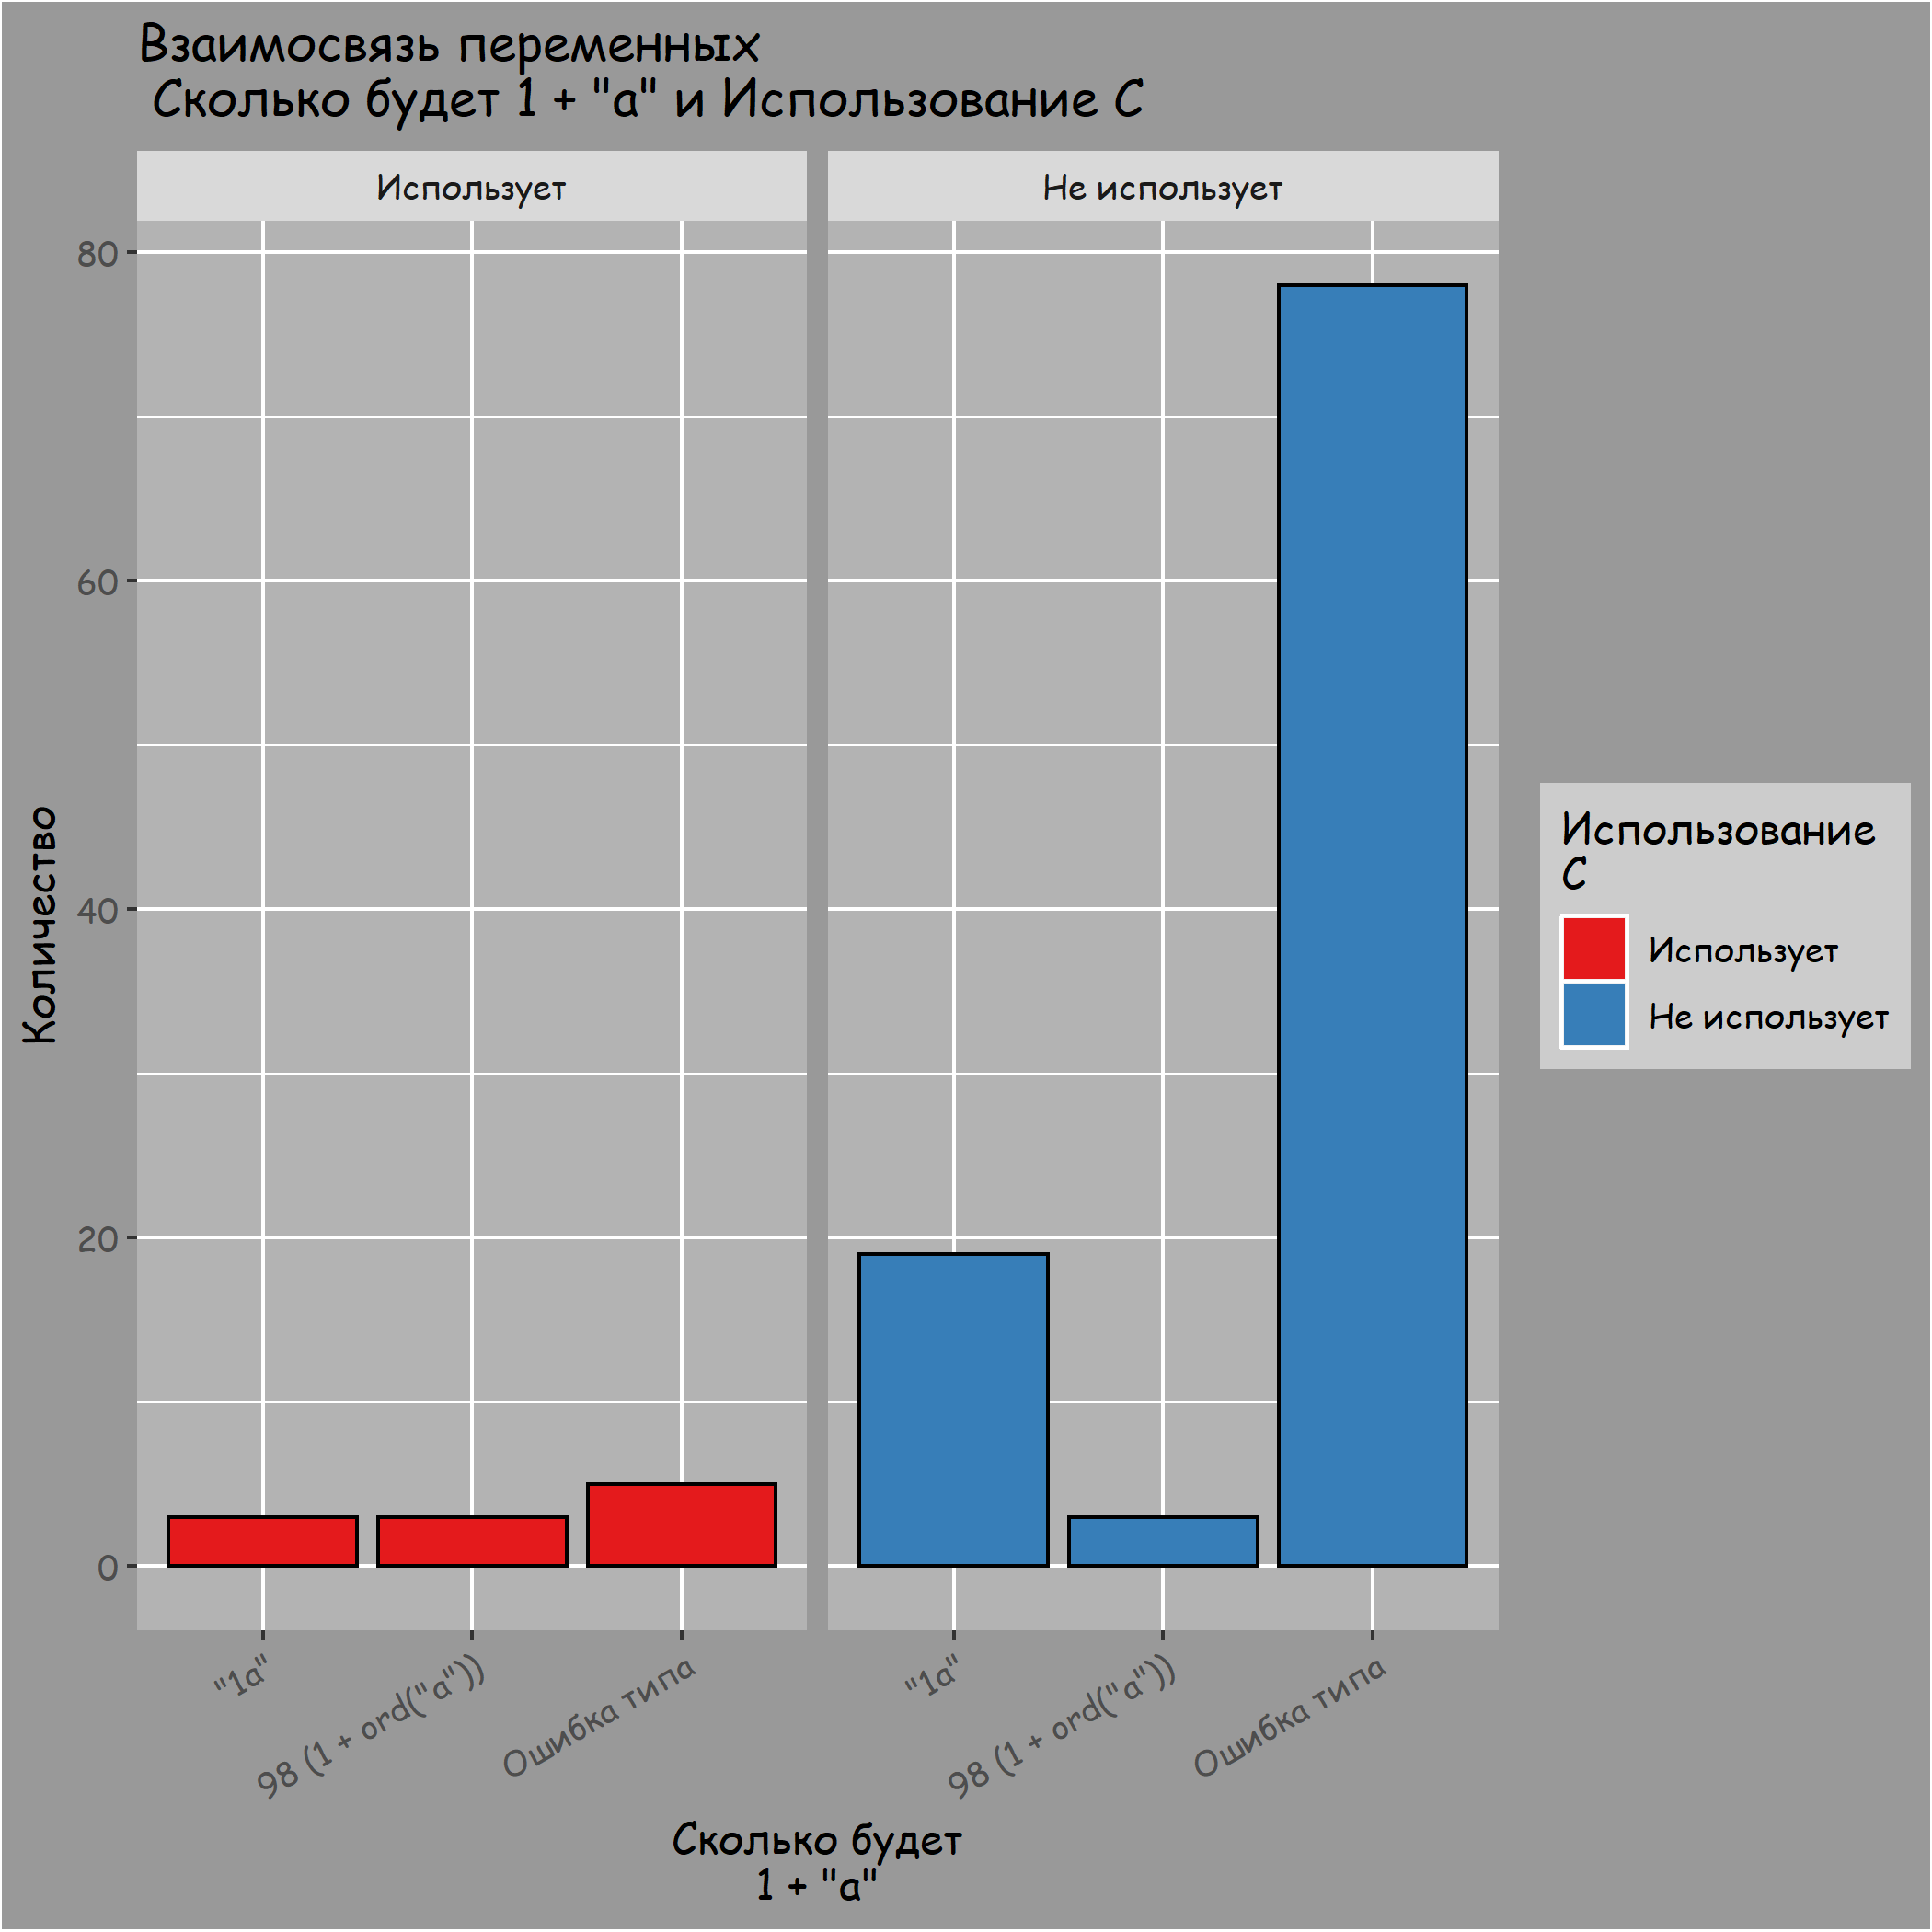 Взаимосвязь переменных
Сколько будет 1 + "а" и Использование С
Использует
Не использует
80
60
40
20
0
Количество
"1a"
98 (1 + ord("a"))
Ошибка типа
"1a"
98 (1 + ord("a"))
Ошибка типа
Сколько будет
1 + "а"
Использование
С
Использует
Не использует